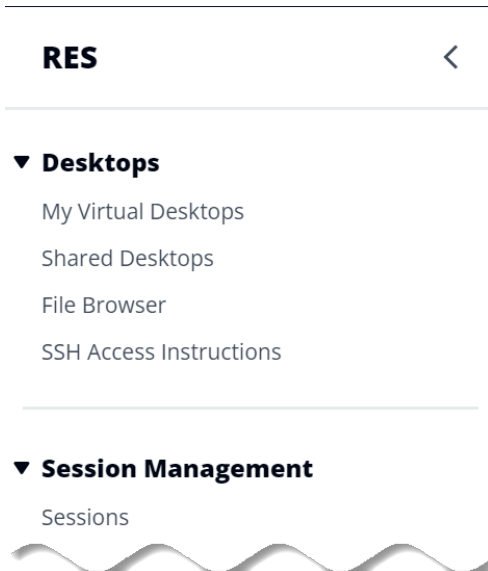 RES
Desktops
My Virtual Desktops
Shared Desktops
File Browser
SSH Access Instructions
Session Management
Sessions